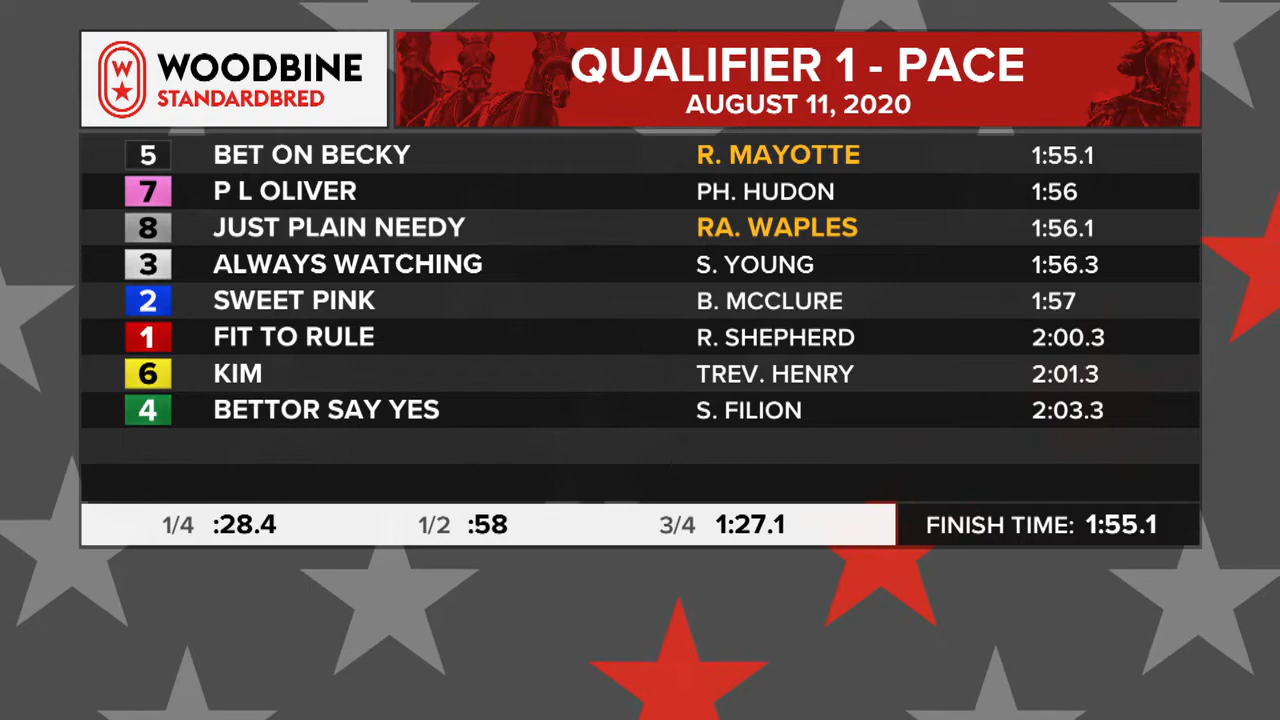 W
WOODBINE
STANDARDBRED
QUALIFIER 1 - PACE
AUGUST 11, 2020
5 BET ON BECKY R. MAYOTTE 1:55.1
7 P L OLIVER PH. HUDON 1:56
8 JUST PLAIN NEEDY RA. WAPLES 1:56.1
3 ALWAYS WATCHING S. YOUNG 1:56.3
2 SWEET PINK B. MCCLURE 1:57
1 FIT TO RULE R. SHEPHERD 2:00.3
6 KIM TREV. HENRY 2:01.3
4 BETTOR SAY YES S. FILION 2:03.3
1/4 :28.4 1/2 :58 3/4 1:27.1 FINISH TIME: 1:55.1